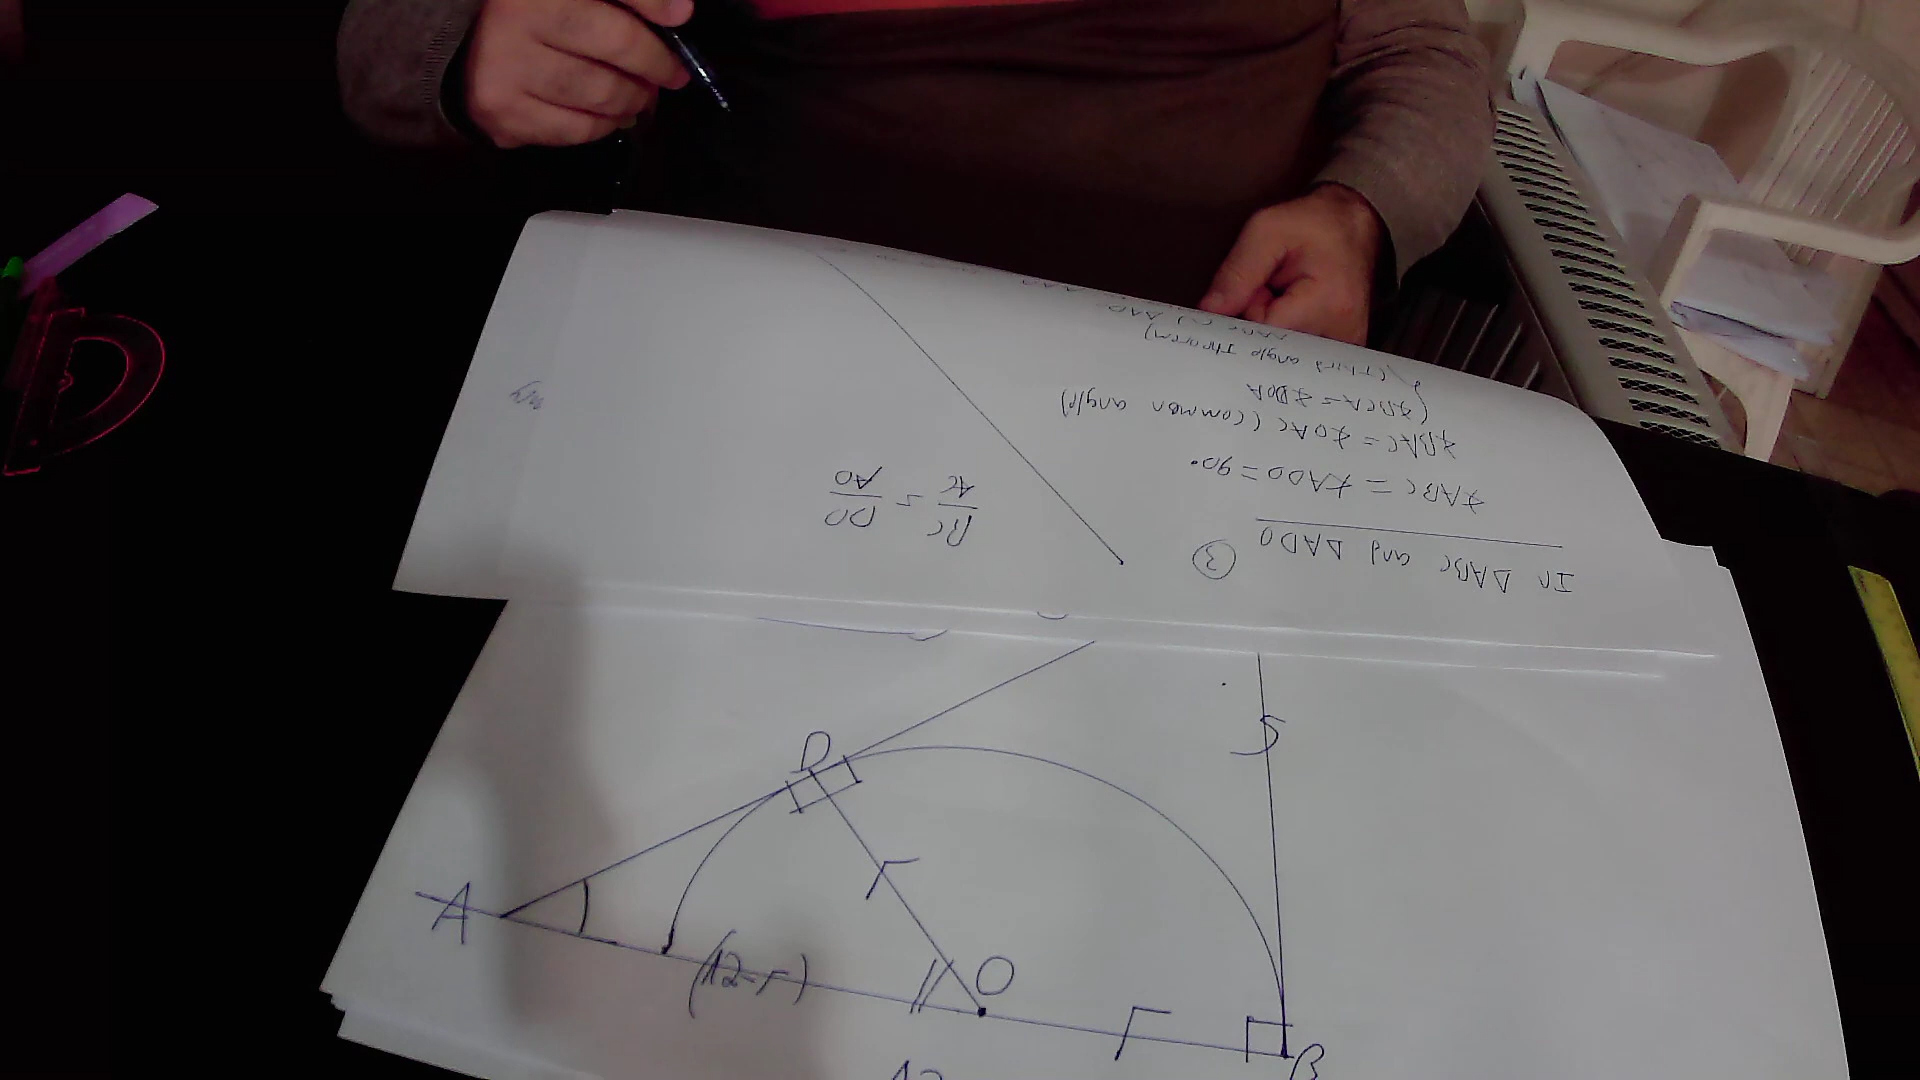 In ΔABC and ΔADO
③
∡ABC = ∡ADO = 90°
∡BAC = ∡OAC (common angle)
(∡BCA = ∡DOA
(Third angle Theorem)
BC/AC = DO/AO
D
S
r
A
(12-r)
O
r
B
12